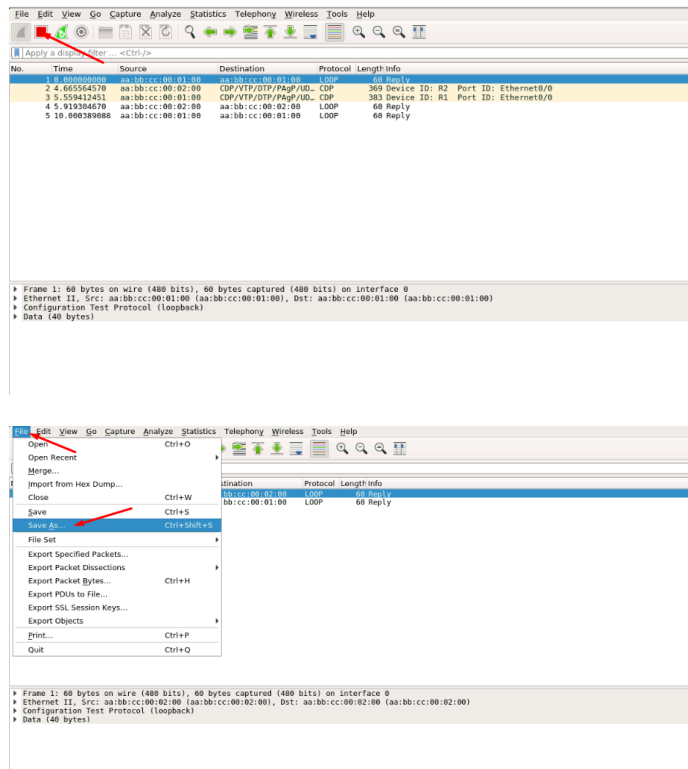 File Edit View Go Capture Analyze Statistics Telephony Wireless Tools Help
Apply a display filter ... <Ctrl-/>
No. Time Source Destination Protocol Length Info
1 0.000000000 aa:bb:cc:00:01:00 aa:bb:cc:00:01:00 LOOP 60 Reply
2 4.665564570 aa:bb:cc:00:02:00 CDP/VTP/DTP/PAgP/UD… CDP 369 Device ID: R2 Port ID: Ethernet0/0
3 5.559412451 aa:bb:cc:00:01:00 CDP/VTP/DTP/PAgP/UD… CDP 383 Device ID: R1 Port ID: Ethernet0/0
4 5.919304670 aa:bb:cc:00:02:00 aa:bb:cc:00:02:00 LOOP 60 Reply
5 10.000389088 aa:bb:cc:00:01:00 aa:bb:cc:00:01:00 LOOP 60 Reply
Frame 1: 60 bytes on wire (480 bits), 60 bytes captured (480 bits) on interface 0
Ethernet II, Src: aa:bb:cc:00:01:00 (aa:bb:cc:00:01:00), Dst: aa:bb:cc:00:01:00 (aa:bb:cc:00:01:00)
Configuration Test Protocol (loopback)
Data (40 bytes)
File Edit View Go Capture Analyze Statistics Telephony Wireless Tools Help
Open Ctrl+O
Open Recent
Merge...
Import from Hex Dump...
Close Ctrl+W
Save Ctrl+S
Save As... Ctrl+Shift+S
File Set
Export Specified Packets...
Export Packet Dissections
Export Packet Bytes... Ctrl+H
Export PDUs to File...
Export SSL Session Keys...
Export Objects
Print... Ctrl+P
Quit Ctrl+Q
tination Protocol Length Info
bb:cc:00:02:00 LOOP 60 Reply
bb:cc:00:01:00 LOOP 60 Reply
Frame 1: 60 bytes on wire (480 bits), 60 bytes captured (480 bits) on interface 0
Ethernet II, Src: aa:bb:cc:00:02:00 (aa:bb:cc:00:02:00), Dst: aa:bb:cc:00:02:00 (aa:bb:cc:00:02:00)
Configuration Test Protocol (loopback)
Data (40 bytes)